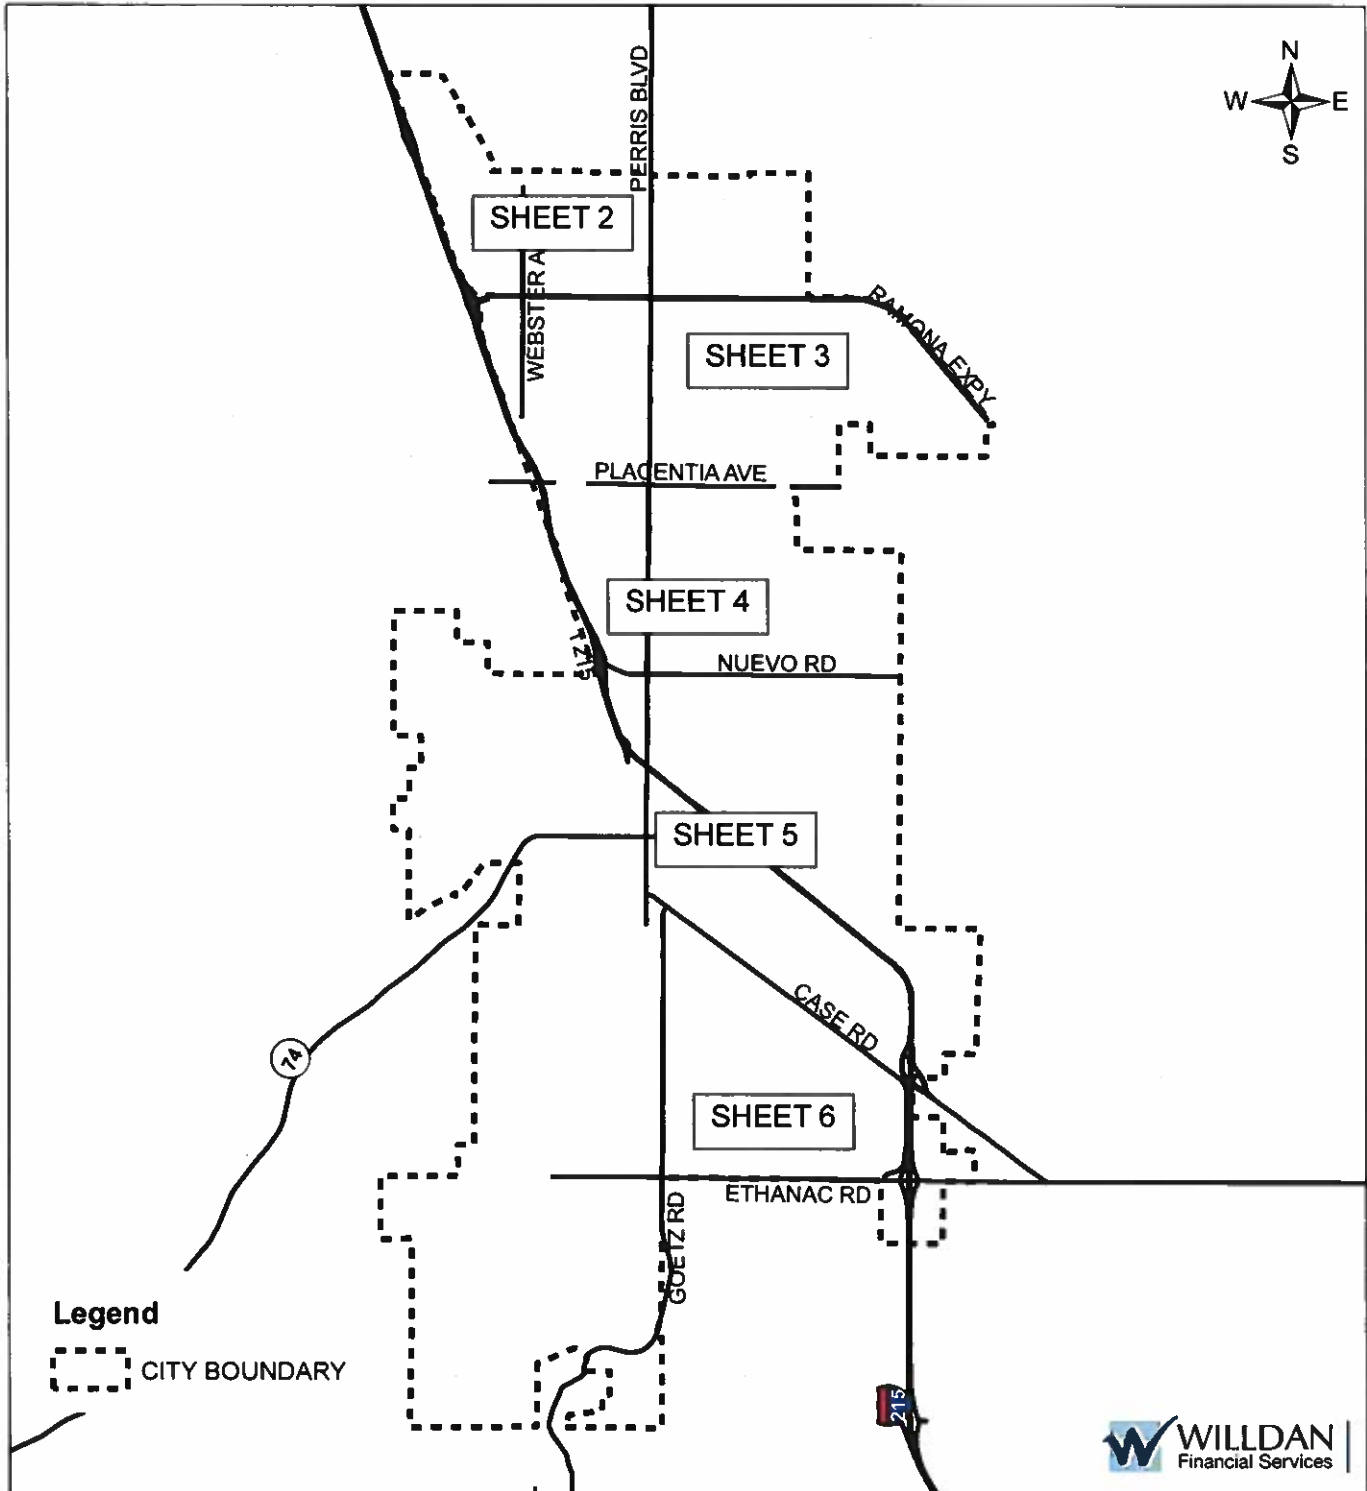 N
W E
S
PERRIS BLVD
SHEET 2
WEBSTER A
RAMONA EXPY
SHEET 3
PLACENTIA AVE
SHEET 4
NUEVO RD
SHEET 5
CASE RD
74
SHEET 6
ETHANAC RD
GOETZ RD
Legend
CITY BOUNDARY
215
WILLDAN
Financial Services